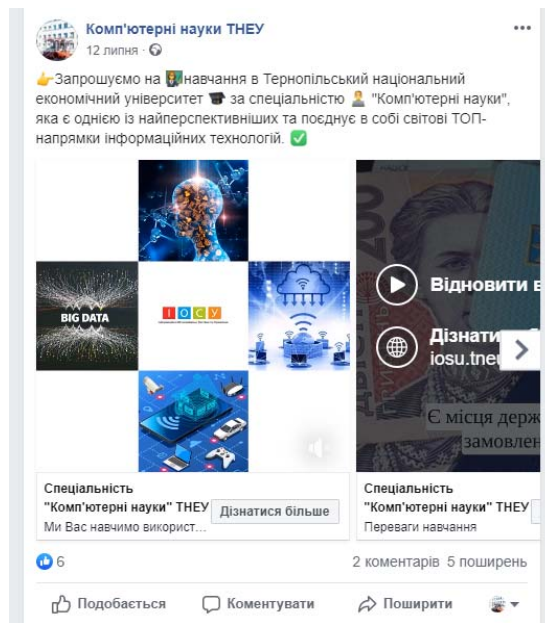 Комп'ютерні науки ТНЕУ
12 липня ·
👉Запрошуємо на 👨‍🏫навчання в Тернопільський національний
економічний університет 🎓 за спеціальністю 👨‍💻 "Комп'ютерні науки",
яка є однією із найперспективніших та поєднує в собі світові ТОП-
напрямки інформаційних технологій. ✅
BIG DATA
ІОСУ
Відновити в
Дізнати
iosu.tneu
Є місця держ
замовлен
Спеціальність
"Комп'ютерні науки" ТНЕУ
Ми Вас навчимо використ...
Дізнатися більше
Спеціальність
"Комп'ютерні науки" ТНЕУ
Переваги навчання
6
2 коментарів 5 поширень
Подобається
Коментувати
Поширити